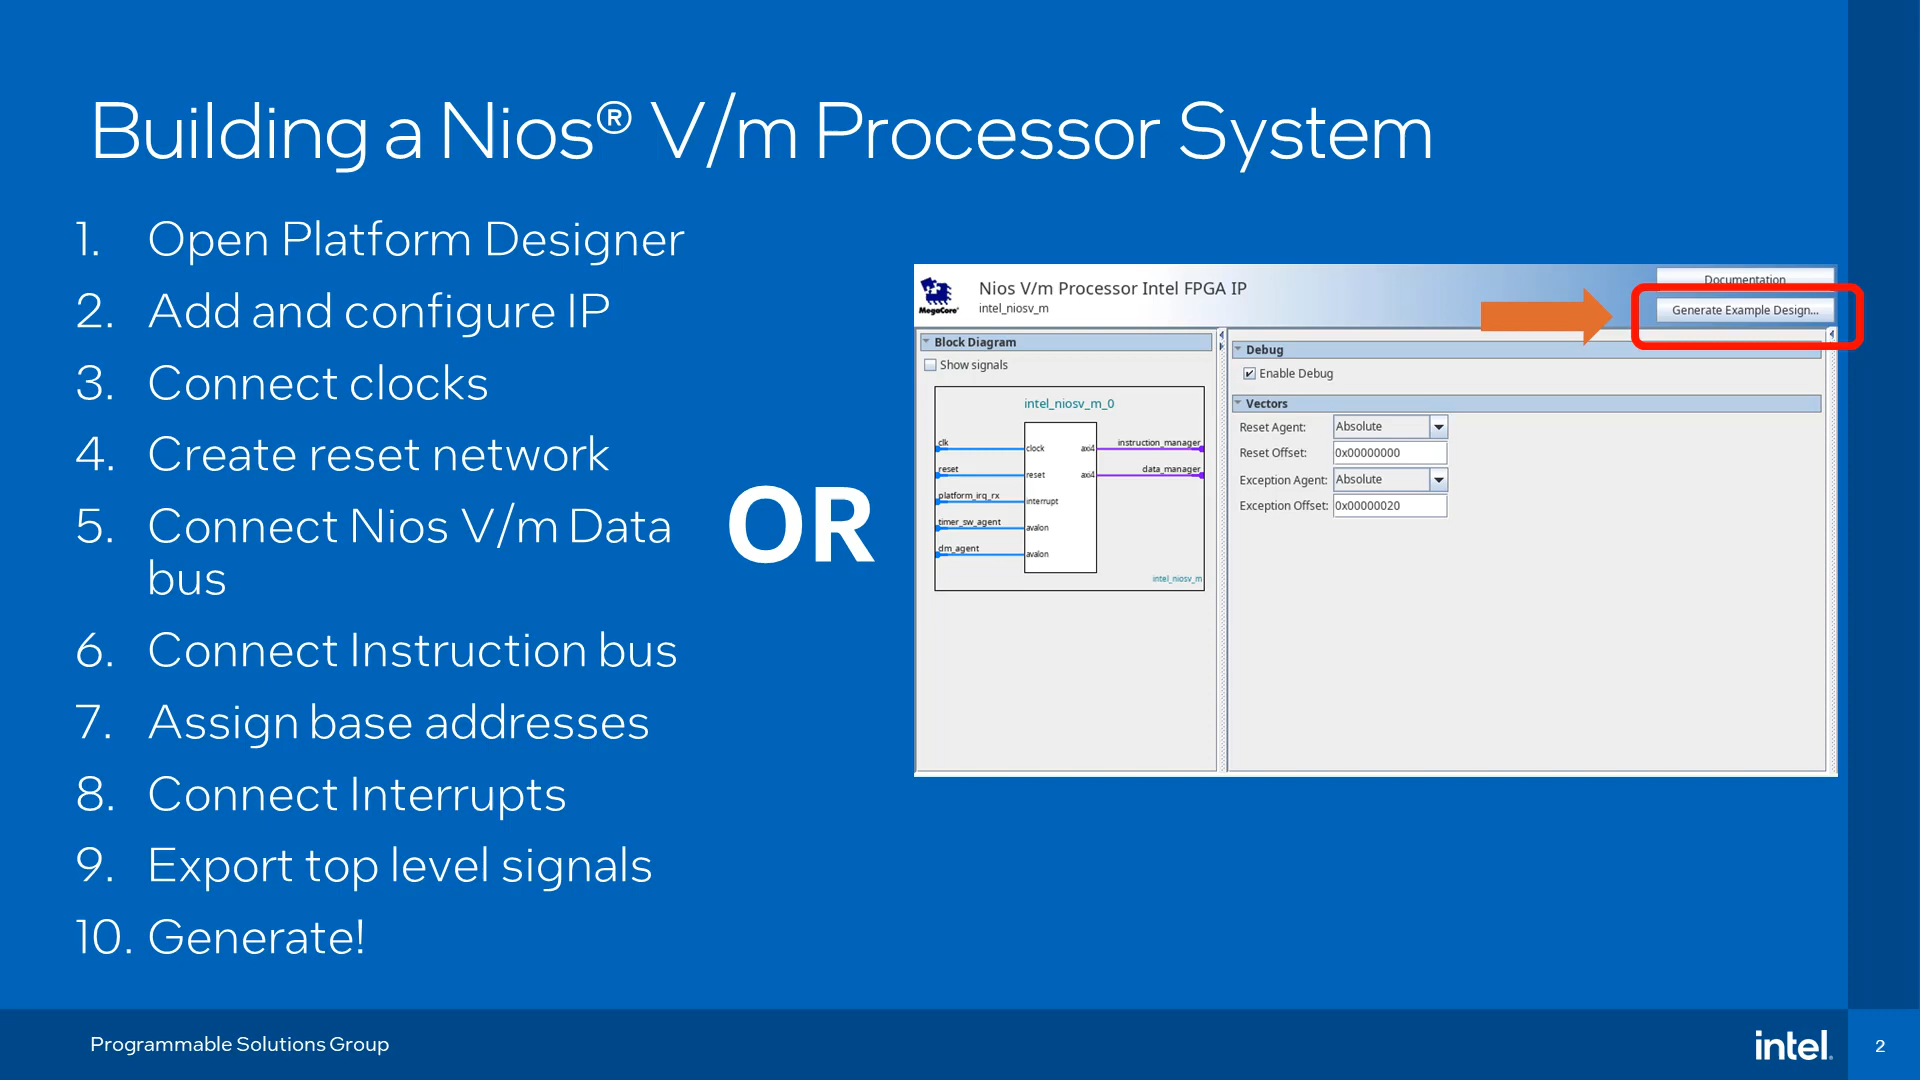 Building a Nios® V/m Processor System
1. Open Platform Designer
2. Add and configure IP
3. Connect clocks
4. Create reset network
5. Connect Nios V/m Data
bus
6. Connect Instruction bus
7. Assign base addresses
8. Connect Interrupts
9. Export top level signals
10. Generate!
OR
MegaCore®
Nios V/m Processor Intel FPGA IP
intel_niosv_m
Documentation
Generate Example Design...
Block Diagram
Show signals
intel_niosv_m_0
clk
clock
axi4
instruction_manager
reset
reset
axi4
data_manager
platform_irq_rx
interrupt
timer_sw_agent
avalon
dm_agent
avalon
intel_niosv_m
Debug
Enable Debug
Vectors
Reset Agent: Absolute
Reset Offset: 0x00000000
Exception Agent: Absolute
Exception Offset: 0x00000020
Programmable Solutions Group
intel.
2